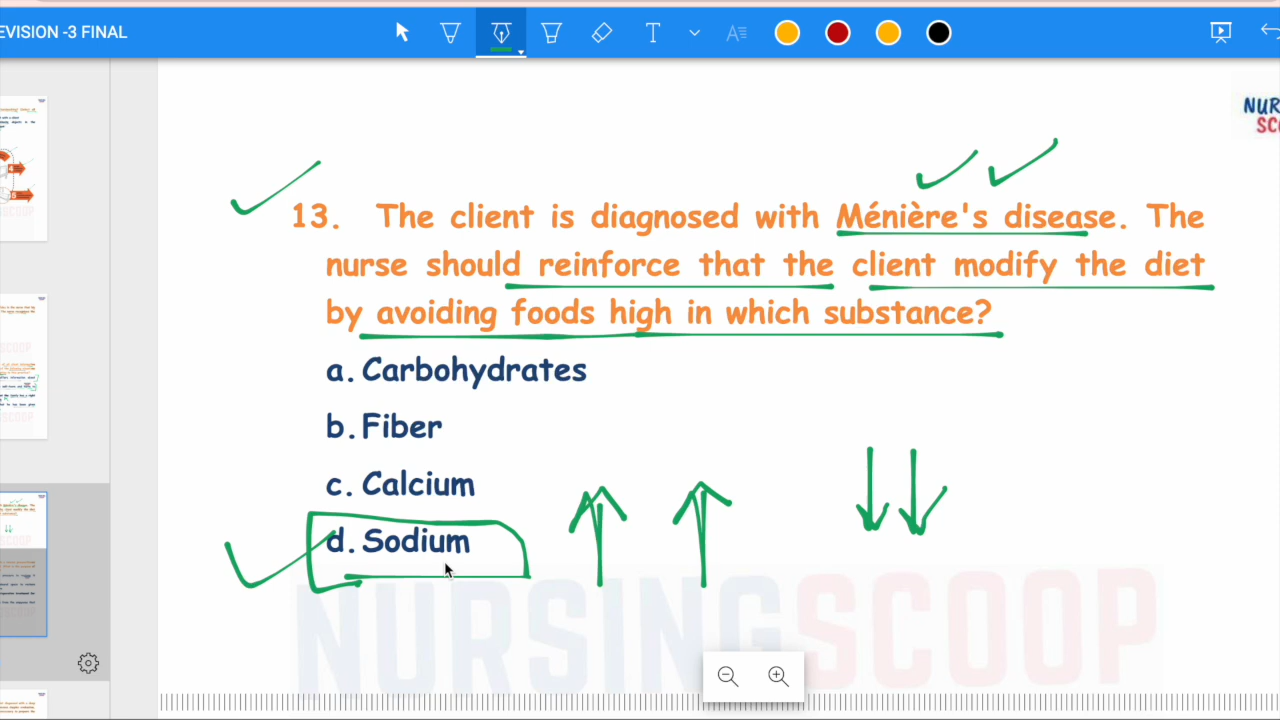 EVISION -3 FINAL
T
A
NUR
SC
13. The client is diagnosed with Ménière's disease. The
nurse should reinforce that the client modify the diet
by avoiding foods high in which substance?
a. Carbohydrates
b. Fiber
c. Calcium
d. Sodium
NURSINGSCOOP